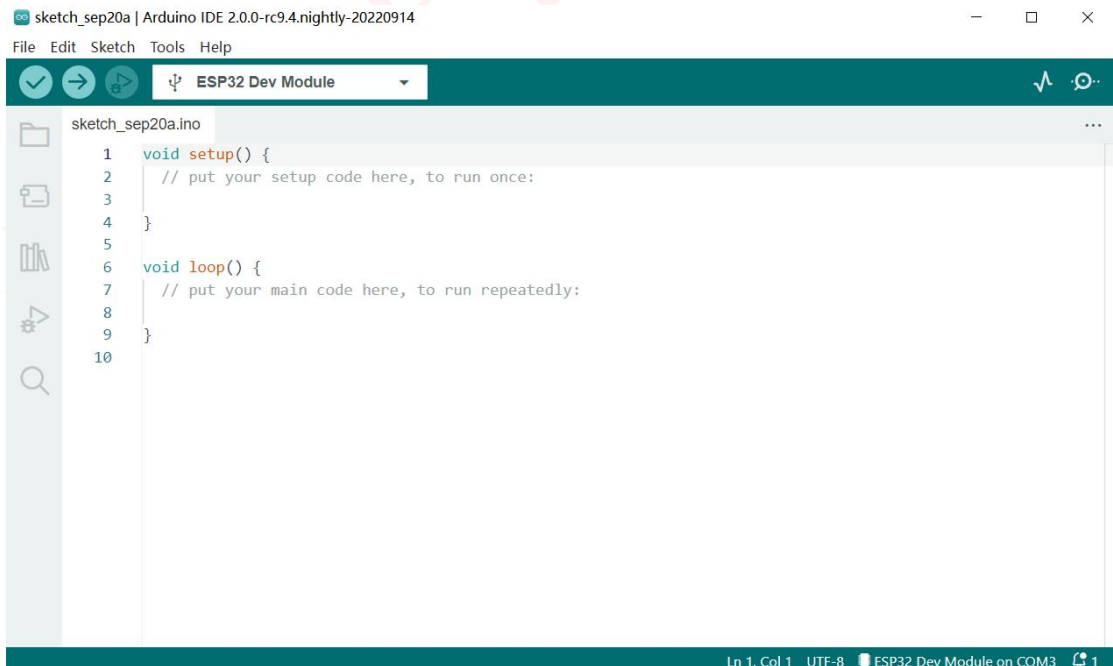 sketch_sep20a | Arduino IDE 2.0.0-rc9.4.nightly-20220914
File Edit Sketch Tools Help
ESP32 Dev Module
sketch_sep20a.ino
1 void setup() {
2 // put your setup code here, to run once:
3
4 }
5
6 void loop() {
7 // put your main code here, to run repeatedly:
8
9 }
10
Ln 1, Col 1 UTF-8 ESP32 Dev Module on COM3 1